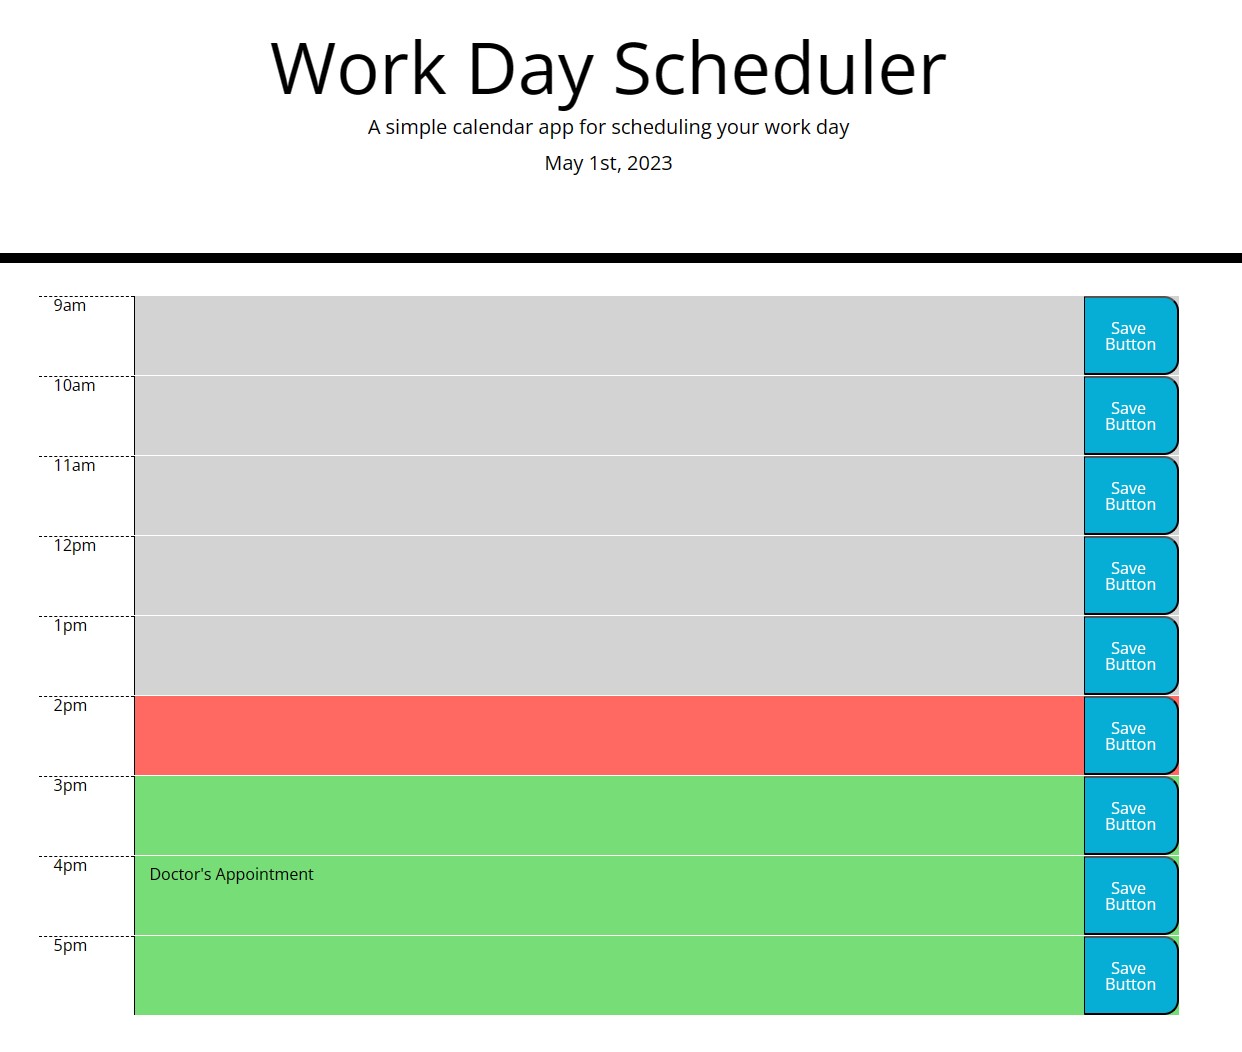 Work Day Scheduler
A simple calendar app for scheduling your work day
May 1st, 2023
9am
Save
Button
10am
Save
Button
11am
Save
Button
12pm
Save
Button
1pm
Save
Button
2pm
Save
Button
3pm
Save
Button
4pm
Doctor's Appointment
Save
Button
5pm
Save
Button